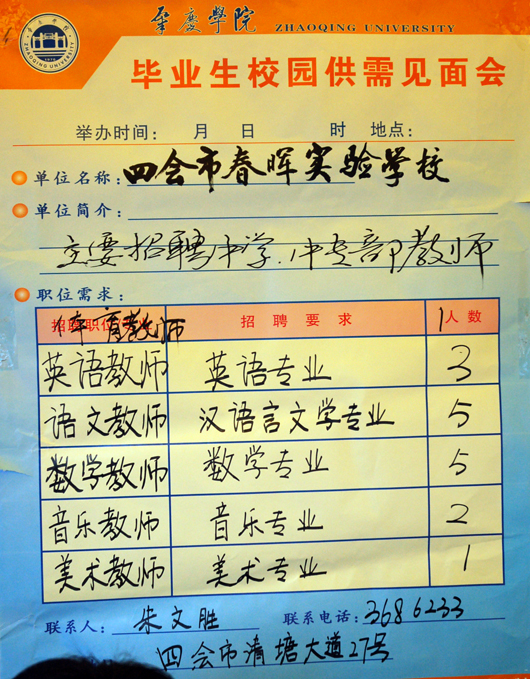 肇慶學院
ZHAOQING UNIVERSITY
毕业生校园供需见面会
举办时间： 月 日 时 地点：
单位名称：四会市春晖实验学校
单位简介：
主要招聘中学、中专部教师
职位需求：
招聘职位 招聘要求 人数
体育教师 1
英语教师 英语专业 3
语文教师 汉语言文学专业 5
数学教师 数学专业 5
音乐教师 音乐专业 2
美术教师 美术专业 1
联系人：朱文胜 联系电话：3686233
四会市清塘大道27号